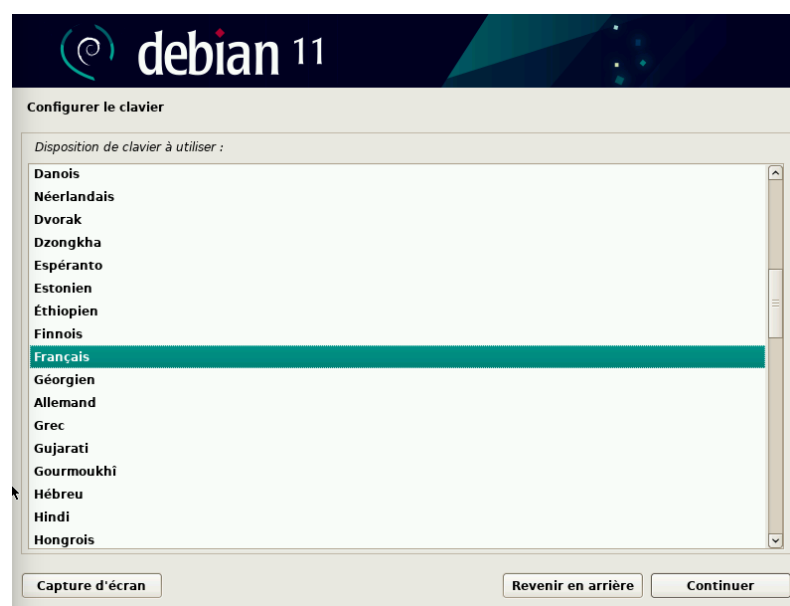 debian 11
Configurer le clavier
Disposition de clavier à utiliser :
Danois
Néerlandais
Dvorak
Dzongkha
Espéranto
Estonien
Éthiopien
Finnois
Français
Géorgien
Allemand
Grec
Gujarati
Gourmoukhî
Hébreu
Hindi
Hongrois
Capture d'écran
Revenir en arrière
Continuer